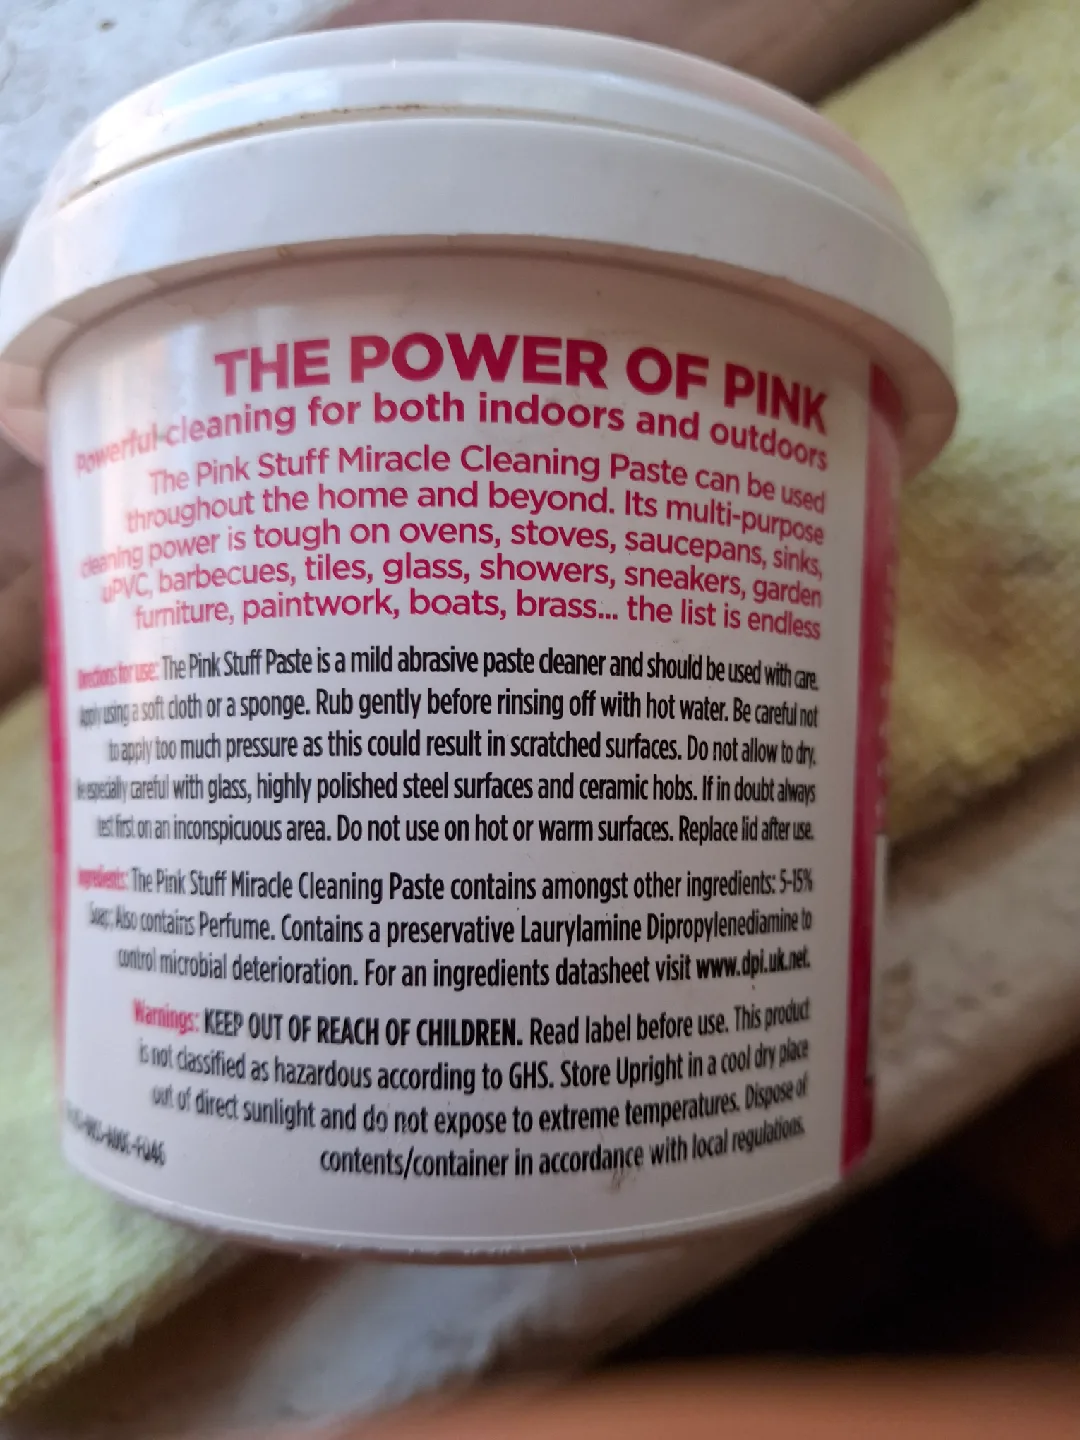 THE POWER OF PINK
Powerful cleaning for both indoors and outdoors
The Pink Stuff Miracle Cleaning Paste can be used
throughout the home and beyond. Its multi-purpose
cleaning power is tough on ovens, stoves, saucepans, sinks,
uPVC, barbecues, tiles, glass, showers, sneakers, garden
furniture, paintwork, boats, brass... the list is endless
Directions for use: The Pink Stuff Paste is a mild abrasive paste cleaner and should be used with care.
Apply using a soft cloth or a sponge. Rub gently before rinsing off with hot water. Be careful not
to apply too much pressure as this could result in scratched surfaces. Do not allow to dry.
Be especially careful with glass, highly polished steel surfaces and ceramic hobs. If in doubt always
test first on an inconspicuous area. Do not use on hot or warm surfaces. Replace lid after use.
Ingredients: The Pink Stuff Miracle Cleaning Paste contains amongst other ingredients: 5-15%
Soap; Also contains Perfume. Contains a preservative Laurylamine Dipropylenediamine to
control microbial deterioration. For an ingredients datasheet visit www.dpi.uk.net.
Warnings: KEEP OUT OF REACH OF CHILDREN. Read label before use. This product
is not classified as hazardous according to GHS. Store Upright in a cool dry place
out of direct sunlight and do not expose to extreme temperatures. Dispose of
contents/container in accordance with local regulations.